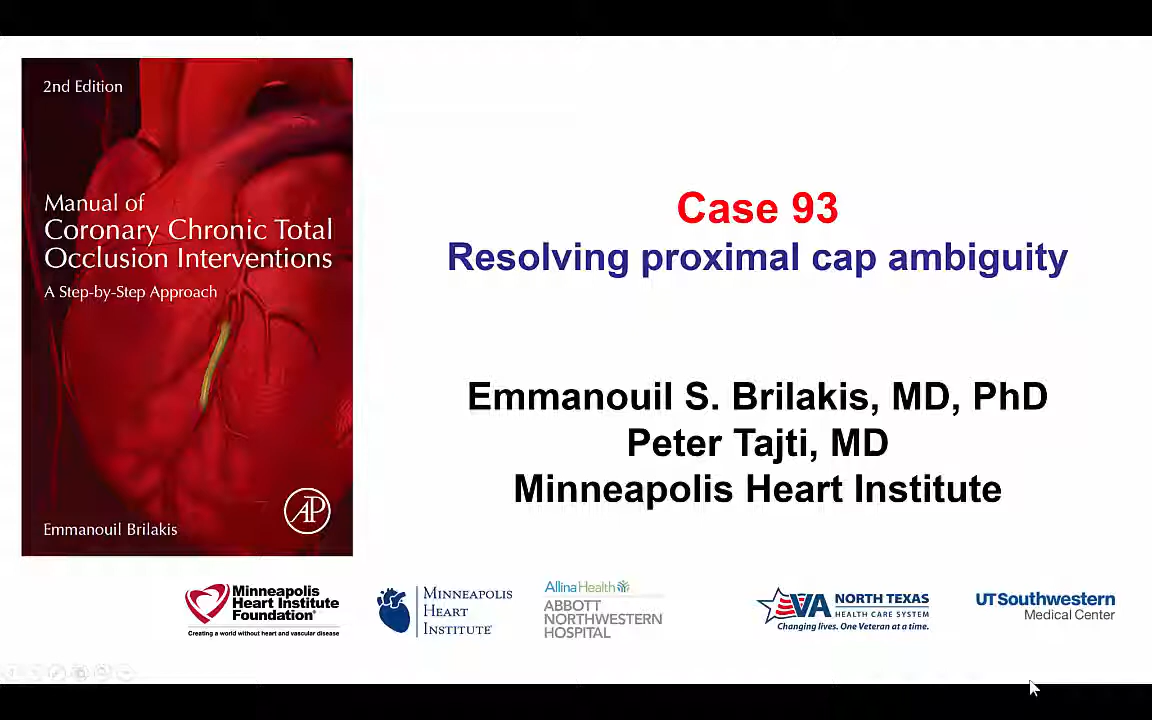 2nd Edition
Manual of
Coronary Chronic Total
Occlusion Interventions
A Step-by-Step Approach
AP
Emmanouil Brilakis
Case 93
Resolving proximal cap ambiguity
Emmanouil S. Brilakis, MD, PhD
Peter Tajti, MD
Minneapolis Heart Institute
Minneapolis
Heart Institute
Foundation®
Creating a world without heart and vascular disease
MINNEAPOLIS
HEART
INSTITUTE®
Allina Health
ABBOTT
NORTHWESTERN
HOSPITAL
VA NORTH TEXAS
HEALTH CARE SYSTEM
Changing lives. One Veteran at a time.
UTSouthwestern
Medical Center